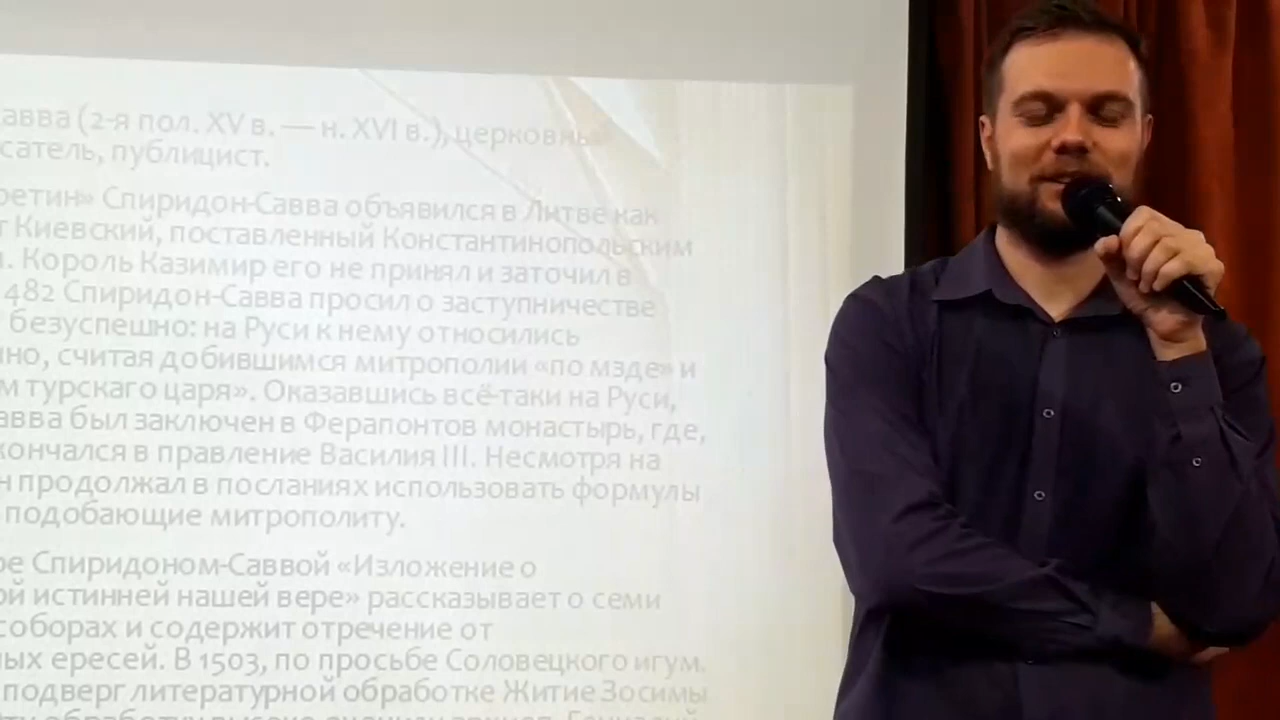 авва (2-я пол. XV в. — н. XVI в.), церковны
сатель, публицист.
ретин» Спиридон-Савва объявился в Литве как
т Киевский, поставленный Константинопольским
. Король Казимир его не принял и заточил в
482 Спиридон-Савва просил о заступничестве
безуспешно: на Руси к нему относились
но, считая добившимся митрополии «по мзде» и
м турскаго царя». Оказавшись всё-таки на Руси,
авва был заключен в Ферапонтов монастырь, где,
кончался в правление Василия III. Несмотря на
н продолжал в посланиях использовать формулы
подобающие митрополиту.
ре Спиридоном-Саввой «Изложение о
ой истинней нашей вере» рассказывает о семи
соборах и содержит отречение от
ных ересей. В 1503, по просьбе Соловецкого игум.
подверг литературной обработке Житие Зосимы